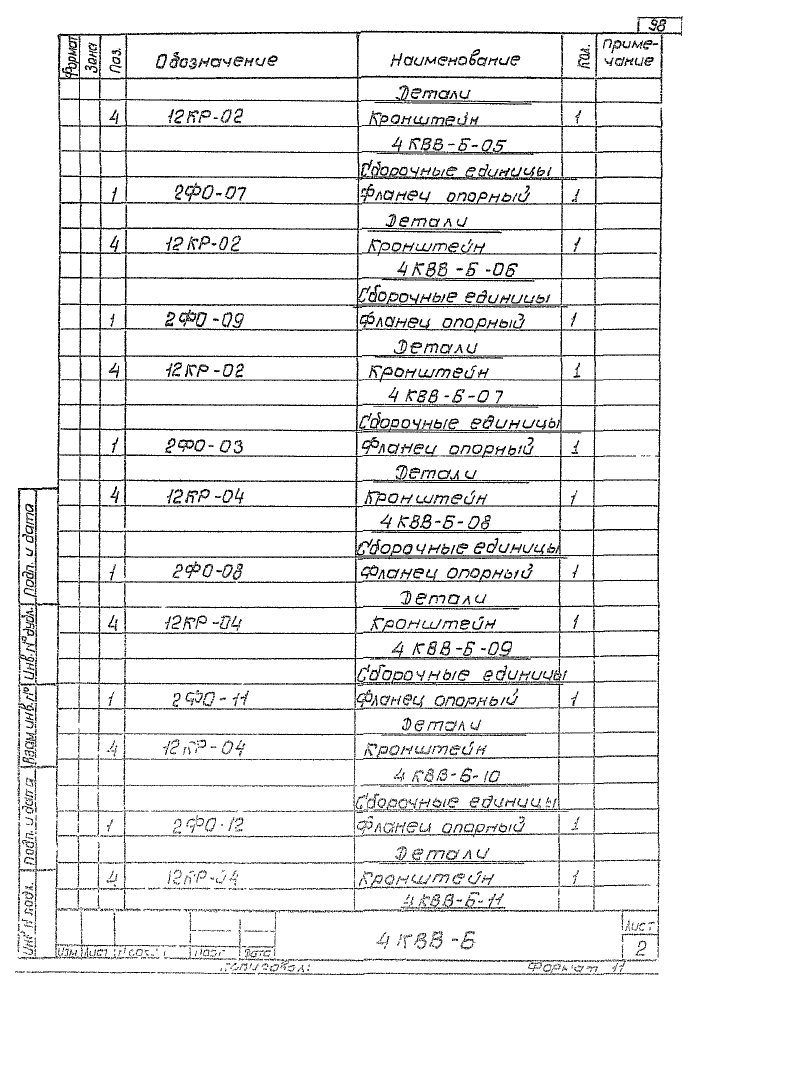 98
Формат Зона Поз. Обозначение Наименование Кол. Примечание
Детали
4 12КР-02 Кронштейн 1
4КВВ-Б-05
Сборочные единицы
1 2ФО-07 Фланец опорный 1
Детали
4 12КР-02 Кронштейн 1
4КВВ-Б-06
Сборочные единицы
1 2ФО-09 Фланец опорный 1
Детали
4 12КР-02 Кронштейн 1
4КВВ-Б-07
Сборочные единицы
1 2ФО-03 Фланец опорный 1
Детали
4 12КР-04 Кронштейн 1
4КВВ-Б-08
Сборочные единицы
1 2ФО-08 Фланец опорный 1
Детали
4 12КР-04 Кронштейн 1
4КВВ-Б-09
Сборочные единицы
1 2ФО-11 Фланец опорный 1
Детали
4 12КР-04 Кронштейн
4КВВ-Б-10
Сборочные единицы
1 2ФО-12 Фланец опорный 1
Детали
4 12КР-04 Кронштейн 1
4КВВ-Б-11
Подп. и дата
Инв. № дубл.
Взам. инв. №
Подп. и дата
Инв. № подл.
Изм Лист Дата
4КВВ-Б
Лист
2
Копировал:
Формат 11